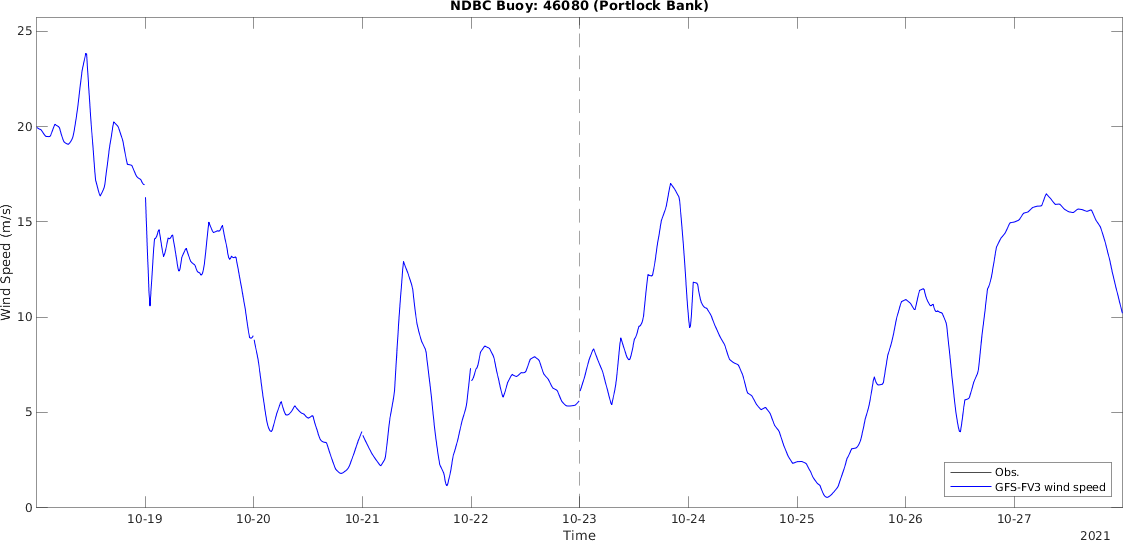 NDBC Buoy: 46080 (Portlock Bank)
25
20
15
10
5
0
Wind Speed (m/s)
10-19 10-20 10-21 10-22 10-23 10-24 10-25 10-26 10-27
Time
2021
Obs.
GFS-FV3 wind speed